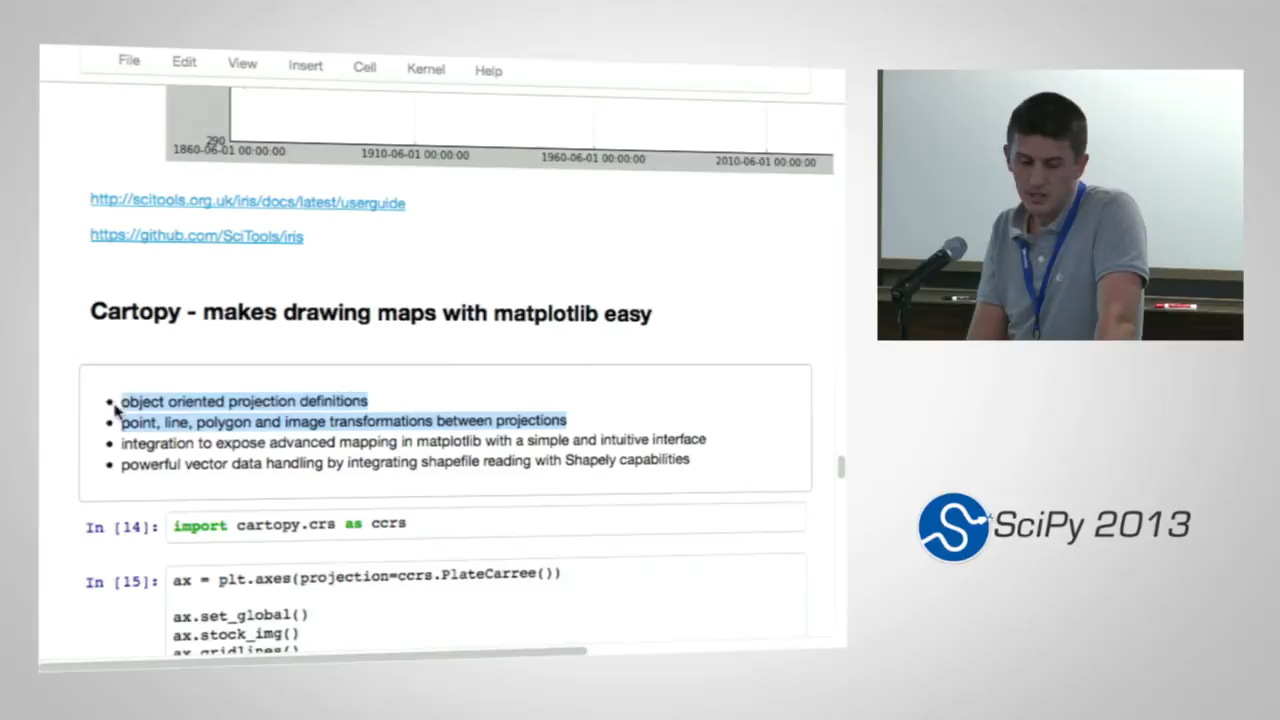 File Edit View Insert Cell Kernel Help
290
1860-06-01 00:00:00 1910-06-01 00:00:00 1960-06-01 00:00:00 2010-06-01 00:00:00
http://scitools.org.uk/iris/docs/latest/userguide
https://github.com/SciTools/iris
Cartopy - makes drawing maps with matplotlib easy
• object oriented projection definitions
• point, line, polygon and image transformations between projections
• integration to expose advanced mapping in matplotlib with a simple and intuitive interface
• powerful vector data handling by integrating shapefile reading with Shapely capabilities
In [14]: import cartopy.crs as ccrs
In [15]: ax = plt.axes(projection=ccrs.PlateCarree())
ax.set_global()
ax.stock_img()
ax.gridlines()
SciPy 2013